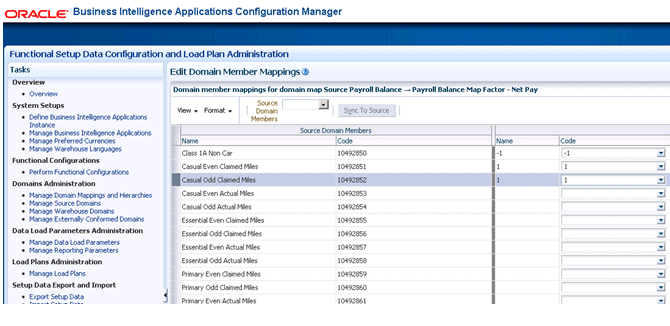 ORACLE® Business Intelligence Applications Configuration Manager
Functional Setup Data Configuration and Load Plan Administration
Tasks
Overview
Overview
System Setups
Define Business Intelligence Applications
Instance
Manage Business Intelligence Applications
Manage Preferred Currencies
Manage Warehouse Languages
Functional Configurations
Perform Functional Configurations
Domains Administration
Manage Domain Mappings and Hierarchies
Manage Source Domains
Manage Warehouse Domains
Manage Externally Conformed Domains
Data Load Parameters Administration
Manage Data Load Parameters
Manage Reporting Parameters
Load Plans Administration
Manage Load Plans
Setup Data Export and Import
Export Setup Data
Import Setup Data
Edit Domain Member Mappings
Domain member mappings for domain map Source Payroll Balance → Payroll Balance Map Factor - Net Pay
View Format Source Domain Members Sync To Source
Source Domain Members
Name Code Name Code
Class 1A Non Car 10492850 -1 -1
Casual Even Claimed Miles 10492851 1 1
Casual Odd Claimed Miles 10492852 1 1
Casual Even Actual Miles 10492853
Casual Odd Actual Miles 10492854
Essential Even Claimed Miles 10492855
Essential Odd Claimed Miles 10492856
Essential Even Actual Miles 10492857
Essential Odd Actual Miles 10492858
Primary Even Claimed Miles 10492859
Primary Odd Claimed Miles 10492860
Primary Even Actual Miles 10492861